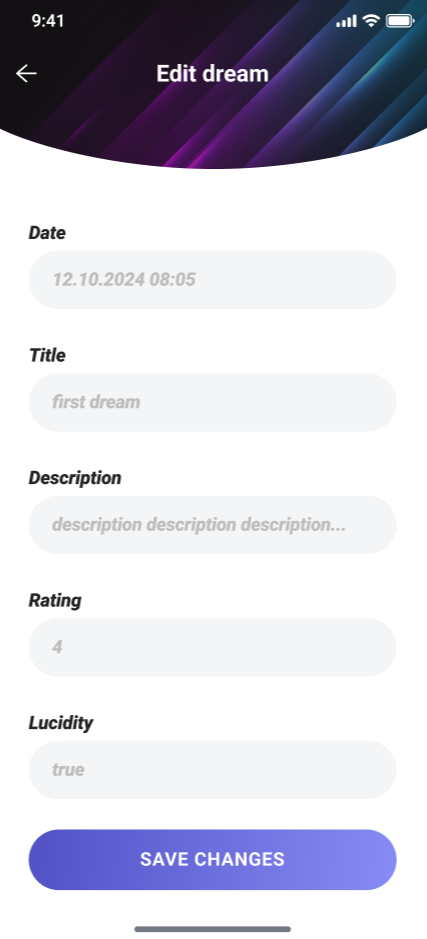 9:41
Edit dream
Date
12.10.2024 08:05
Title
first dream
Description
description description description...
Rating
4
Lucidity
true
SAVE CHANGES